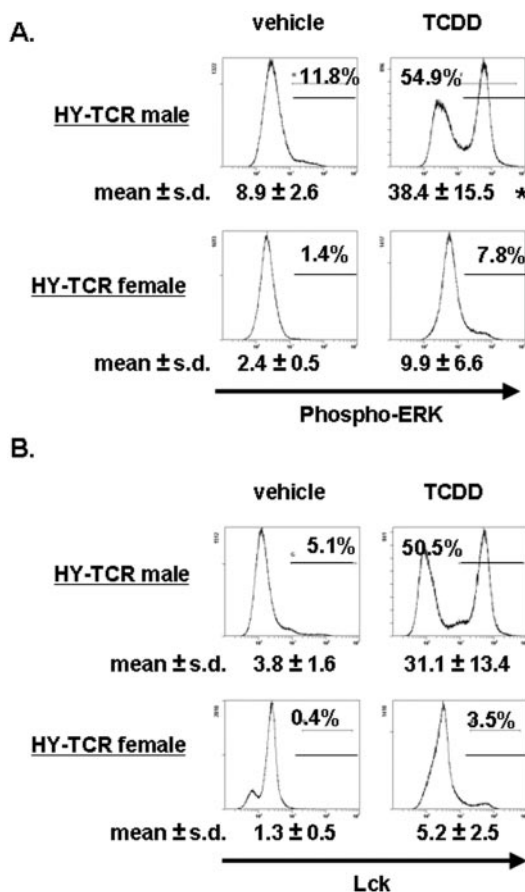 A.
vehicle TCDD
HY-TCR male
11.8% 54.9%
mean ± s.d. 8.9 ± 2.6 38.4 ± 15.5 *
HY-TCR female
1.4% 7.8%
mean ± s.d. 2.4 ± 0.5 9.9 ± 6.6
Phospho-ERK
B.
vehicle TCDD
HY-TCR male
5.1% 50.5%
mean ± s.d. 3.8 ± 1.6 31.1 ± 13.4
HY-TCR female
0.4% 3.5%
mean ± s.d. 1.3 ± 0.5 5.2 ± 2.5
Lck